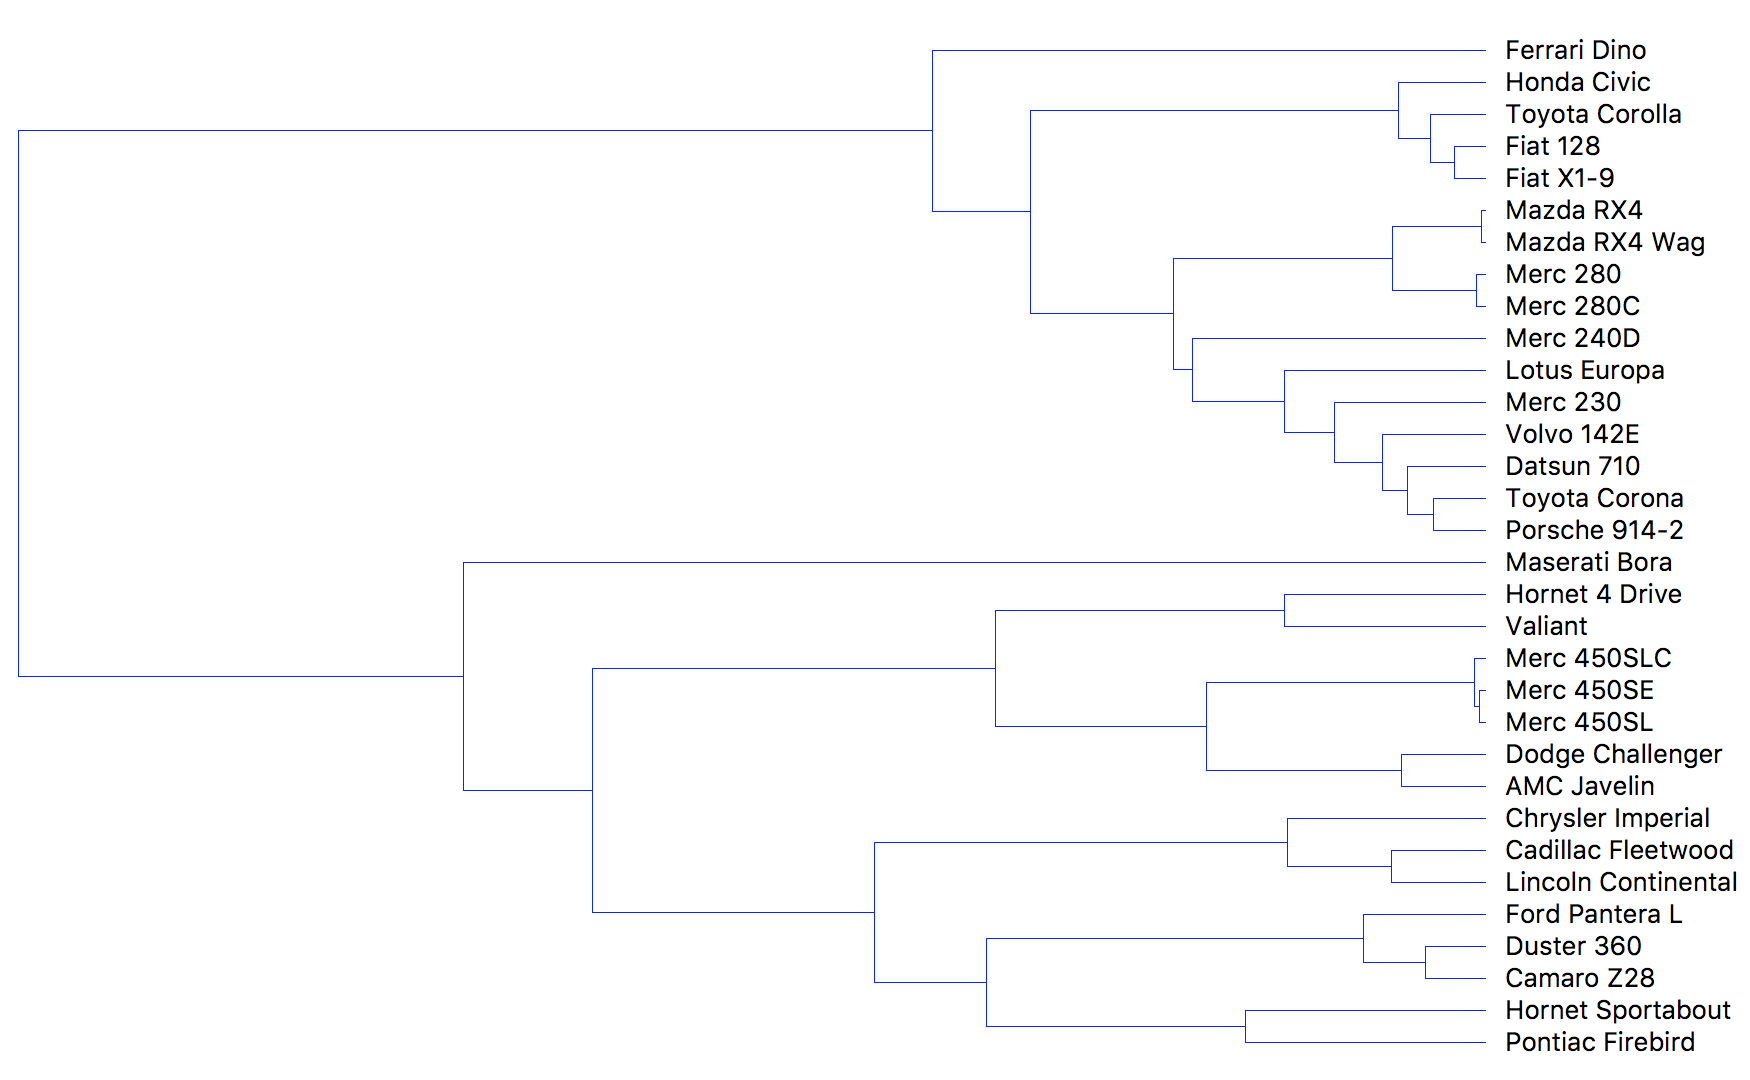 Ferrari Dino
Honda Civic
Toyota Corolla
Fiat 128
Fiat X1-9
Mazda RX4
Mazda RX4 Wag
Merc 280
Merc 280C
Merc 240D
Lotus Europa
Merc 230
Volvo 142E
Datsun 710
Toyota Corona
Porsche 914-2
Maserati Bora
Hornet 4 Drive
Valiant
Merc 450SLC
Merc 450SE
Merc 450SL
Dodge Challenger
AMC Javelin
Chrysler Imperial
Cadillac Fleetwood
Lincoln Continental
Ford Pantera L
Duster 360
Camaro Z28
Hornet Sportabout
Pontiac Firebird